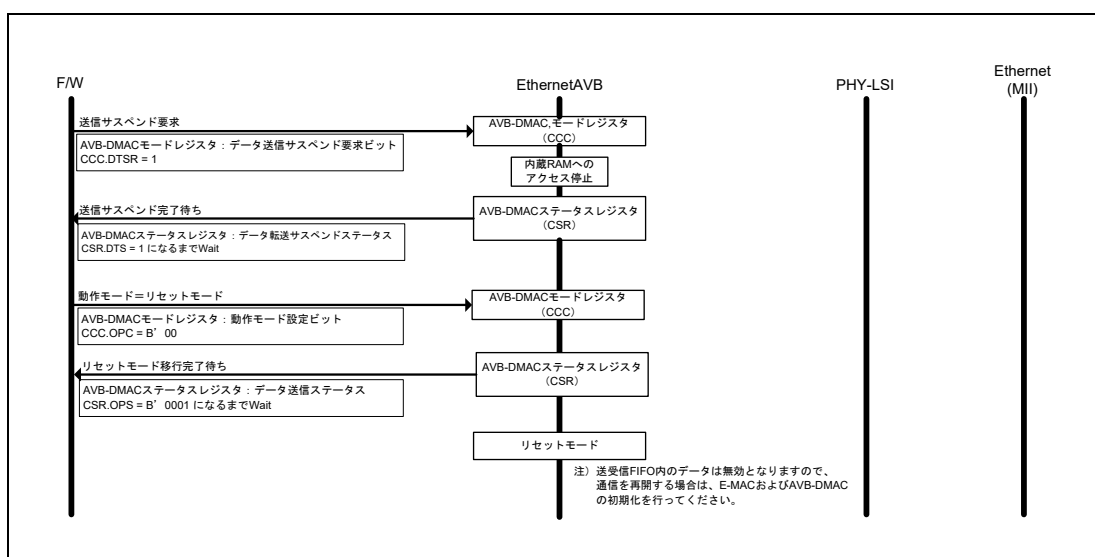 F/W
EthernetAVB
PHY-LSI
Ethernet
(MII)
送信サスペンド要求
AVB-DMAC,モードレジスタ
（CCC）
AVB-DMACモードレジスタ：データ送信サスペンド要求ビット
CCC.DTSR = 1
内蔵RAMへの
アクセス停止
送信サスペンド完了待ち
AVB-DMACステータスレジスタ
（CSR）
AVB-DMACステータスレジスタ：データ転送サスペンドステータス
CSR.DTS = 1 になるまでWait
動作モード＝リセットモード
AVB-DMACモードレジスタ
（CCC）
AVB-DMACモードレジスタ：動作モード設定ビット
CCC.OPC = B’00
リセットモード移行完了待ち
AVB-DMACステータスレジスタ
（CSR）
AVB-DMACステータスレジスタ：データ送信ステータス
CSR.OPS = B’0001 になるまでWait
リセットモード
注）送受信FIFO内のデータは無効となりますので、
通信を再開する場合は、E-MACおよびAVB-DMAC
の初期化を行ってください。